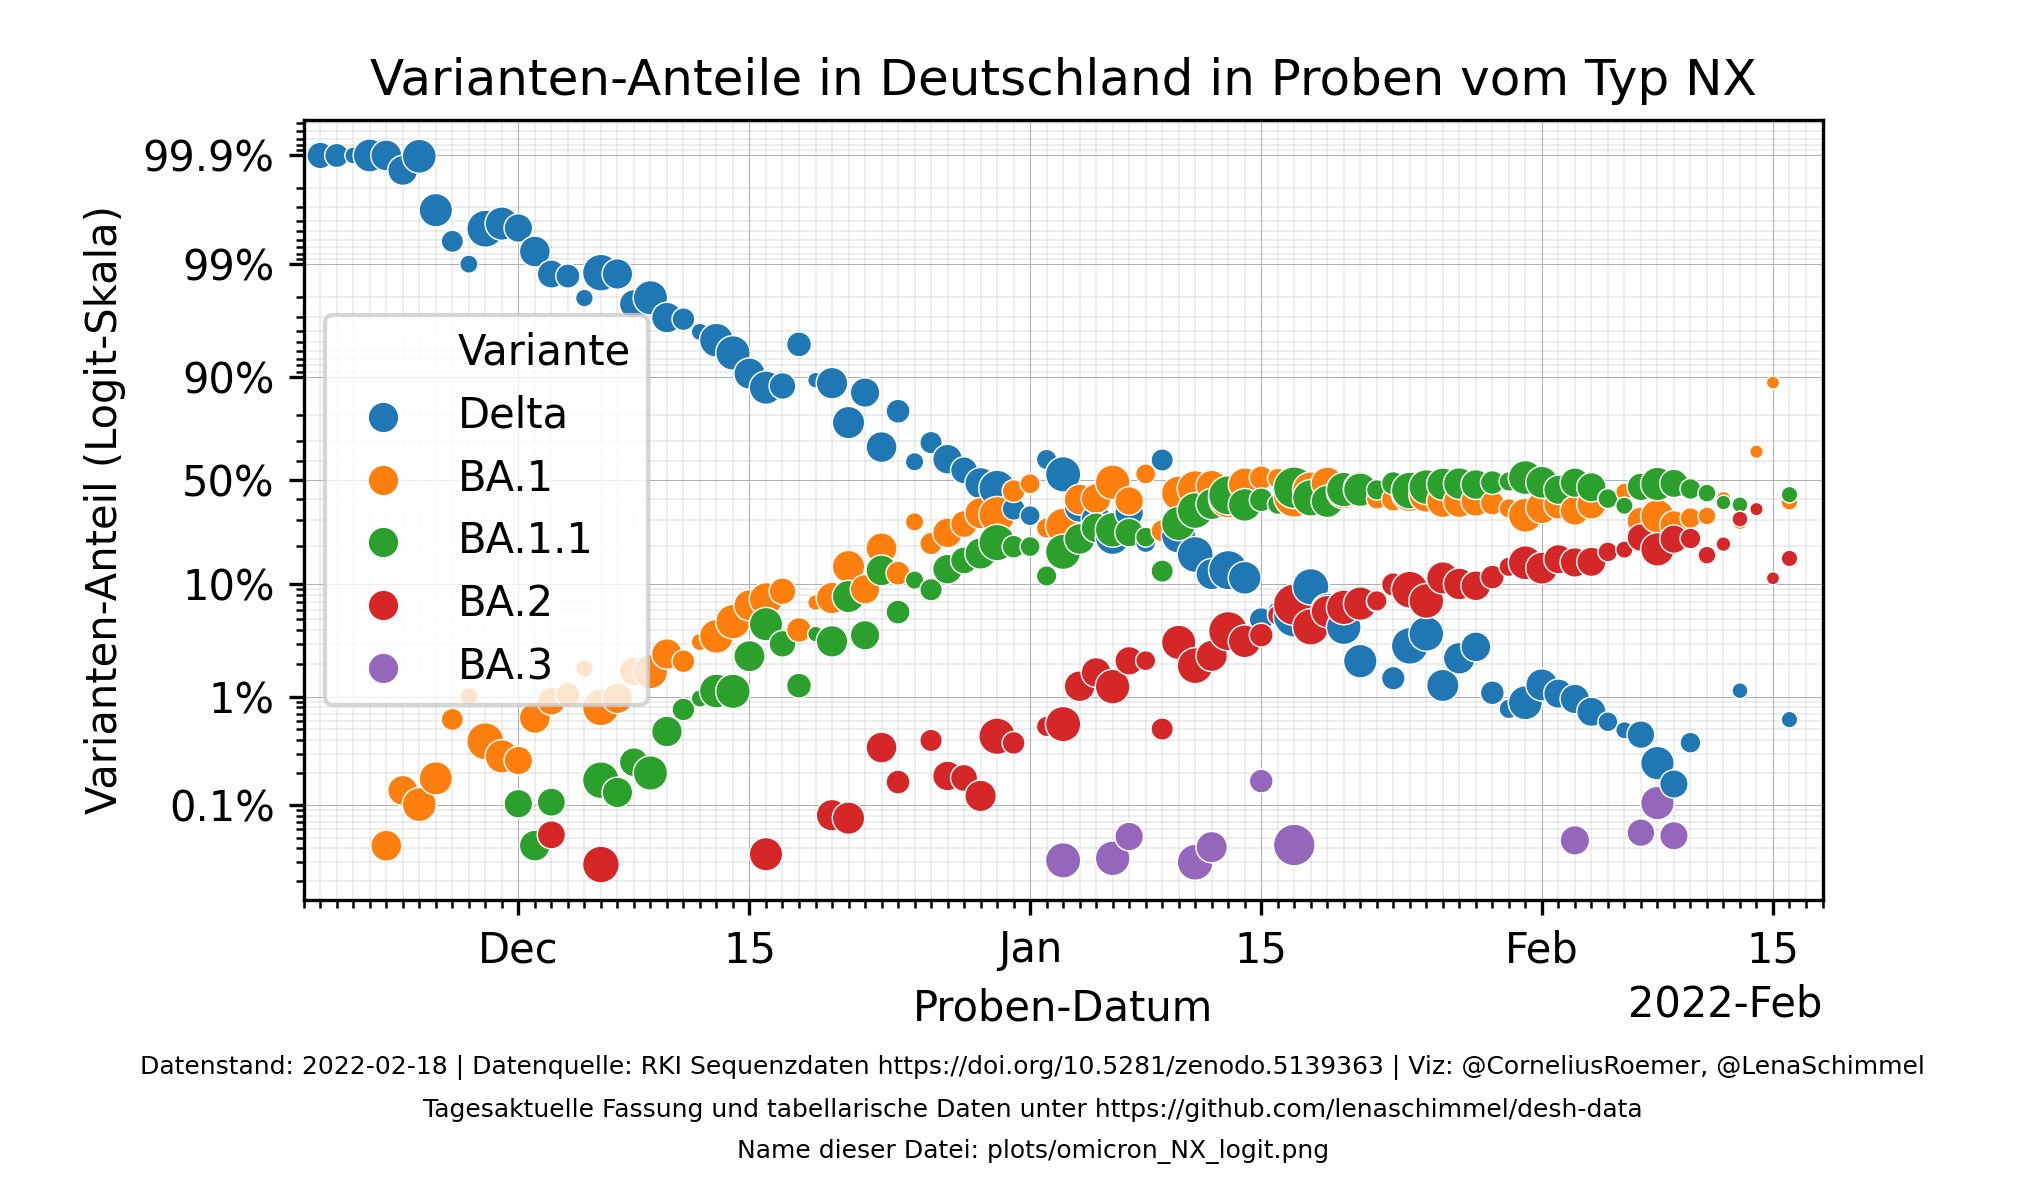 Varianten-Anteile in Deutschland in Proben vom Typ NX
Varianten-Anteil (Logit-Skala)
99.9%
99%
90%
50%
10%
1%
0.1%
Variante
Delta
BA.1
BA.1.1
BA.2
BA.3
Dec 15 Jan 15 Feb 15
Proben-Datum
2022-Feb
Datenstand: 2022-02-18 | Datenquelle: RKI Sequenzdaten https://doi.org/10.5281/zenodo.5139363 | Viz: @CorneliusRoemer, @LenaSchimmel
Tagesaktuelle Fassung und tabellarische Daten unter https://github.com/lenaschimmel/desh-data
Name dieser Datei: plots/omicron_NX_logit.png